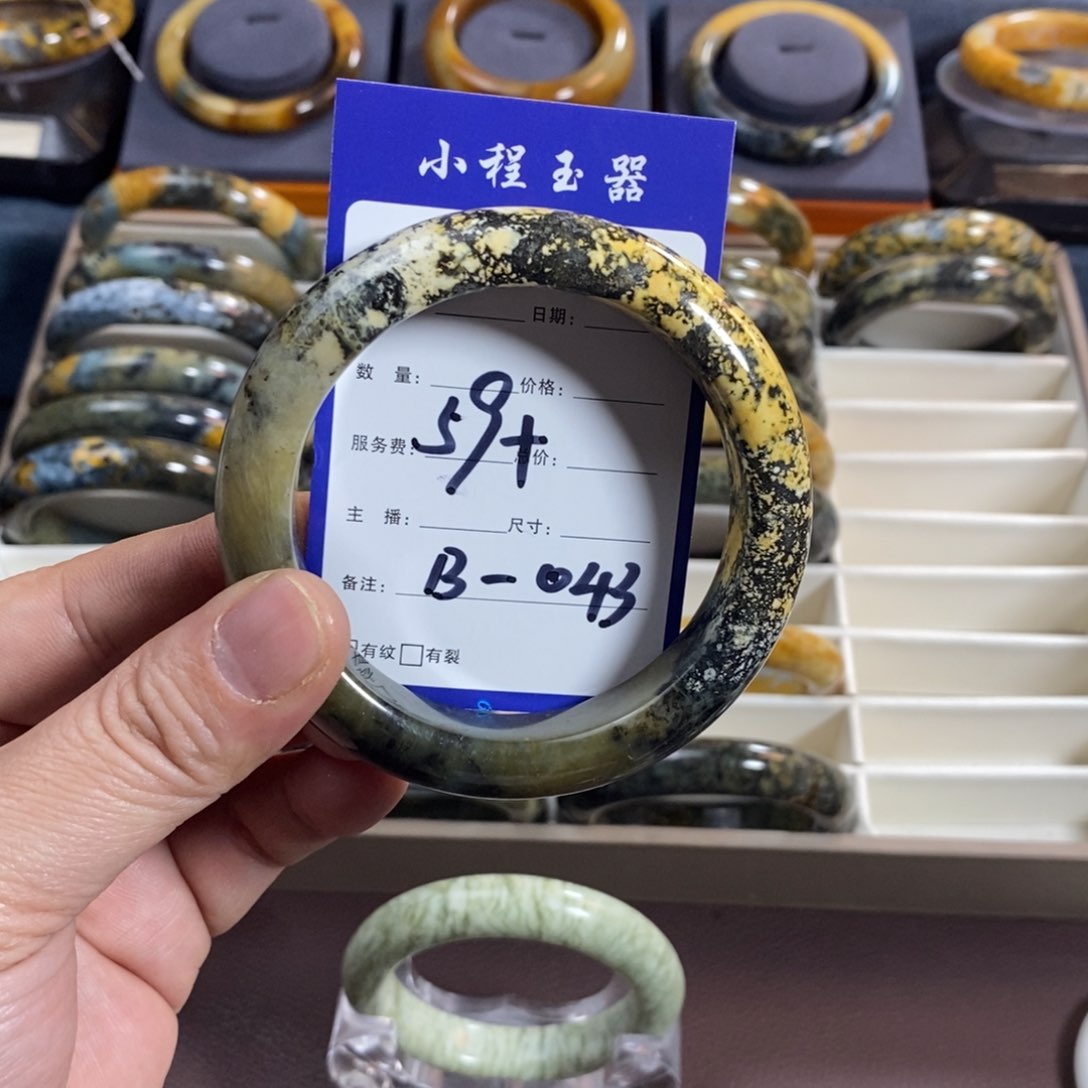 小程玉器
日期：
数 量： 价格：
59+
服务费： 总价：
主 播： 尺寸：
备注： B-043
有纹 □有裂